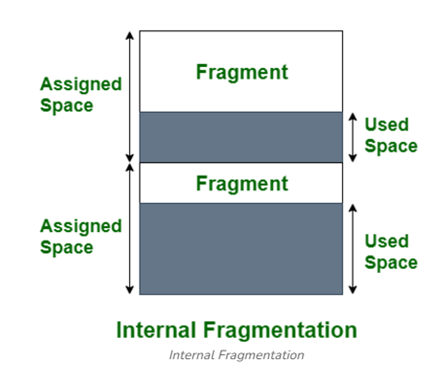 Assigned
Space
Fragment
Used
Space
Fragment
Assigned
Space
Used
Space
Internal Fragmentation
Internal Fragmentation